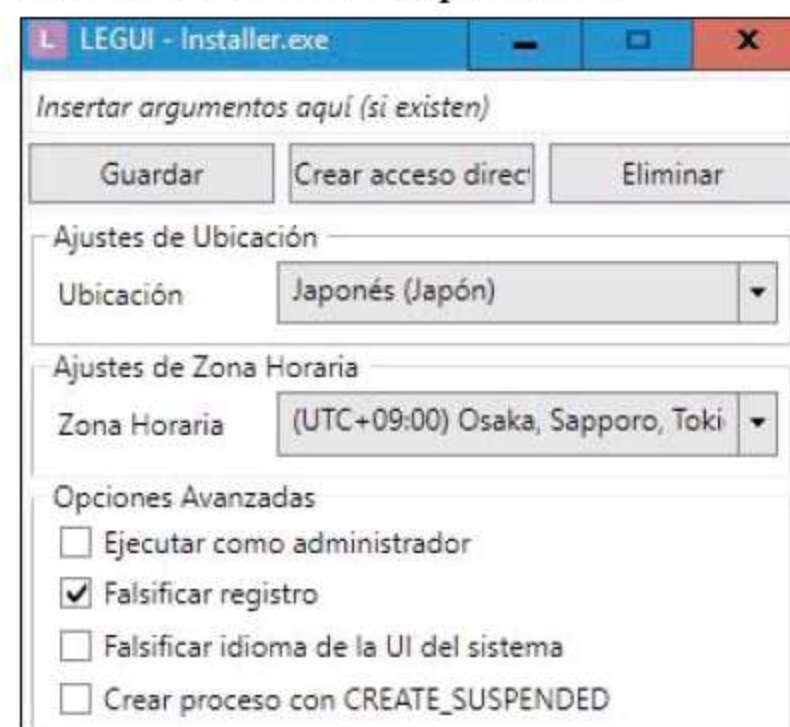 L LEGUI - Installer.exe
Insertar argumentos aquí (si existen)
Guardar Crear acceso direc Eliminar
Ajustes de Ubicación
Ubicación Japonés (Japón)
Ajustes de Zona Horaria
Zona Horaria (UTC+09:00) Osaka, Sapporo, Toki
Opciones Avanzadas
Ejecutar como administrador
Falsificar registro
Falsificar idioma de la UI del sistema
Crear proceso con CREATE_SUSPENDED